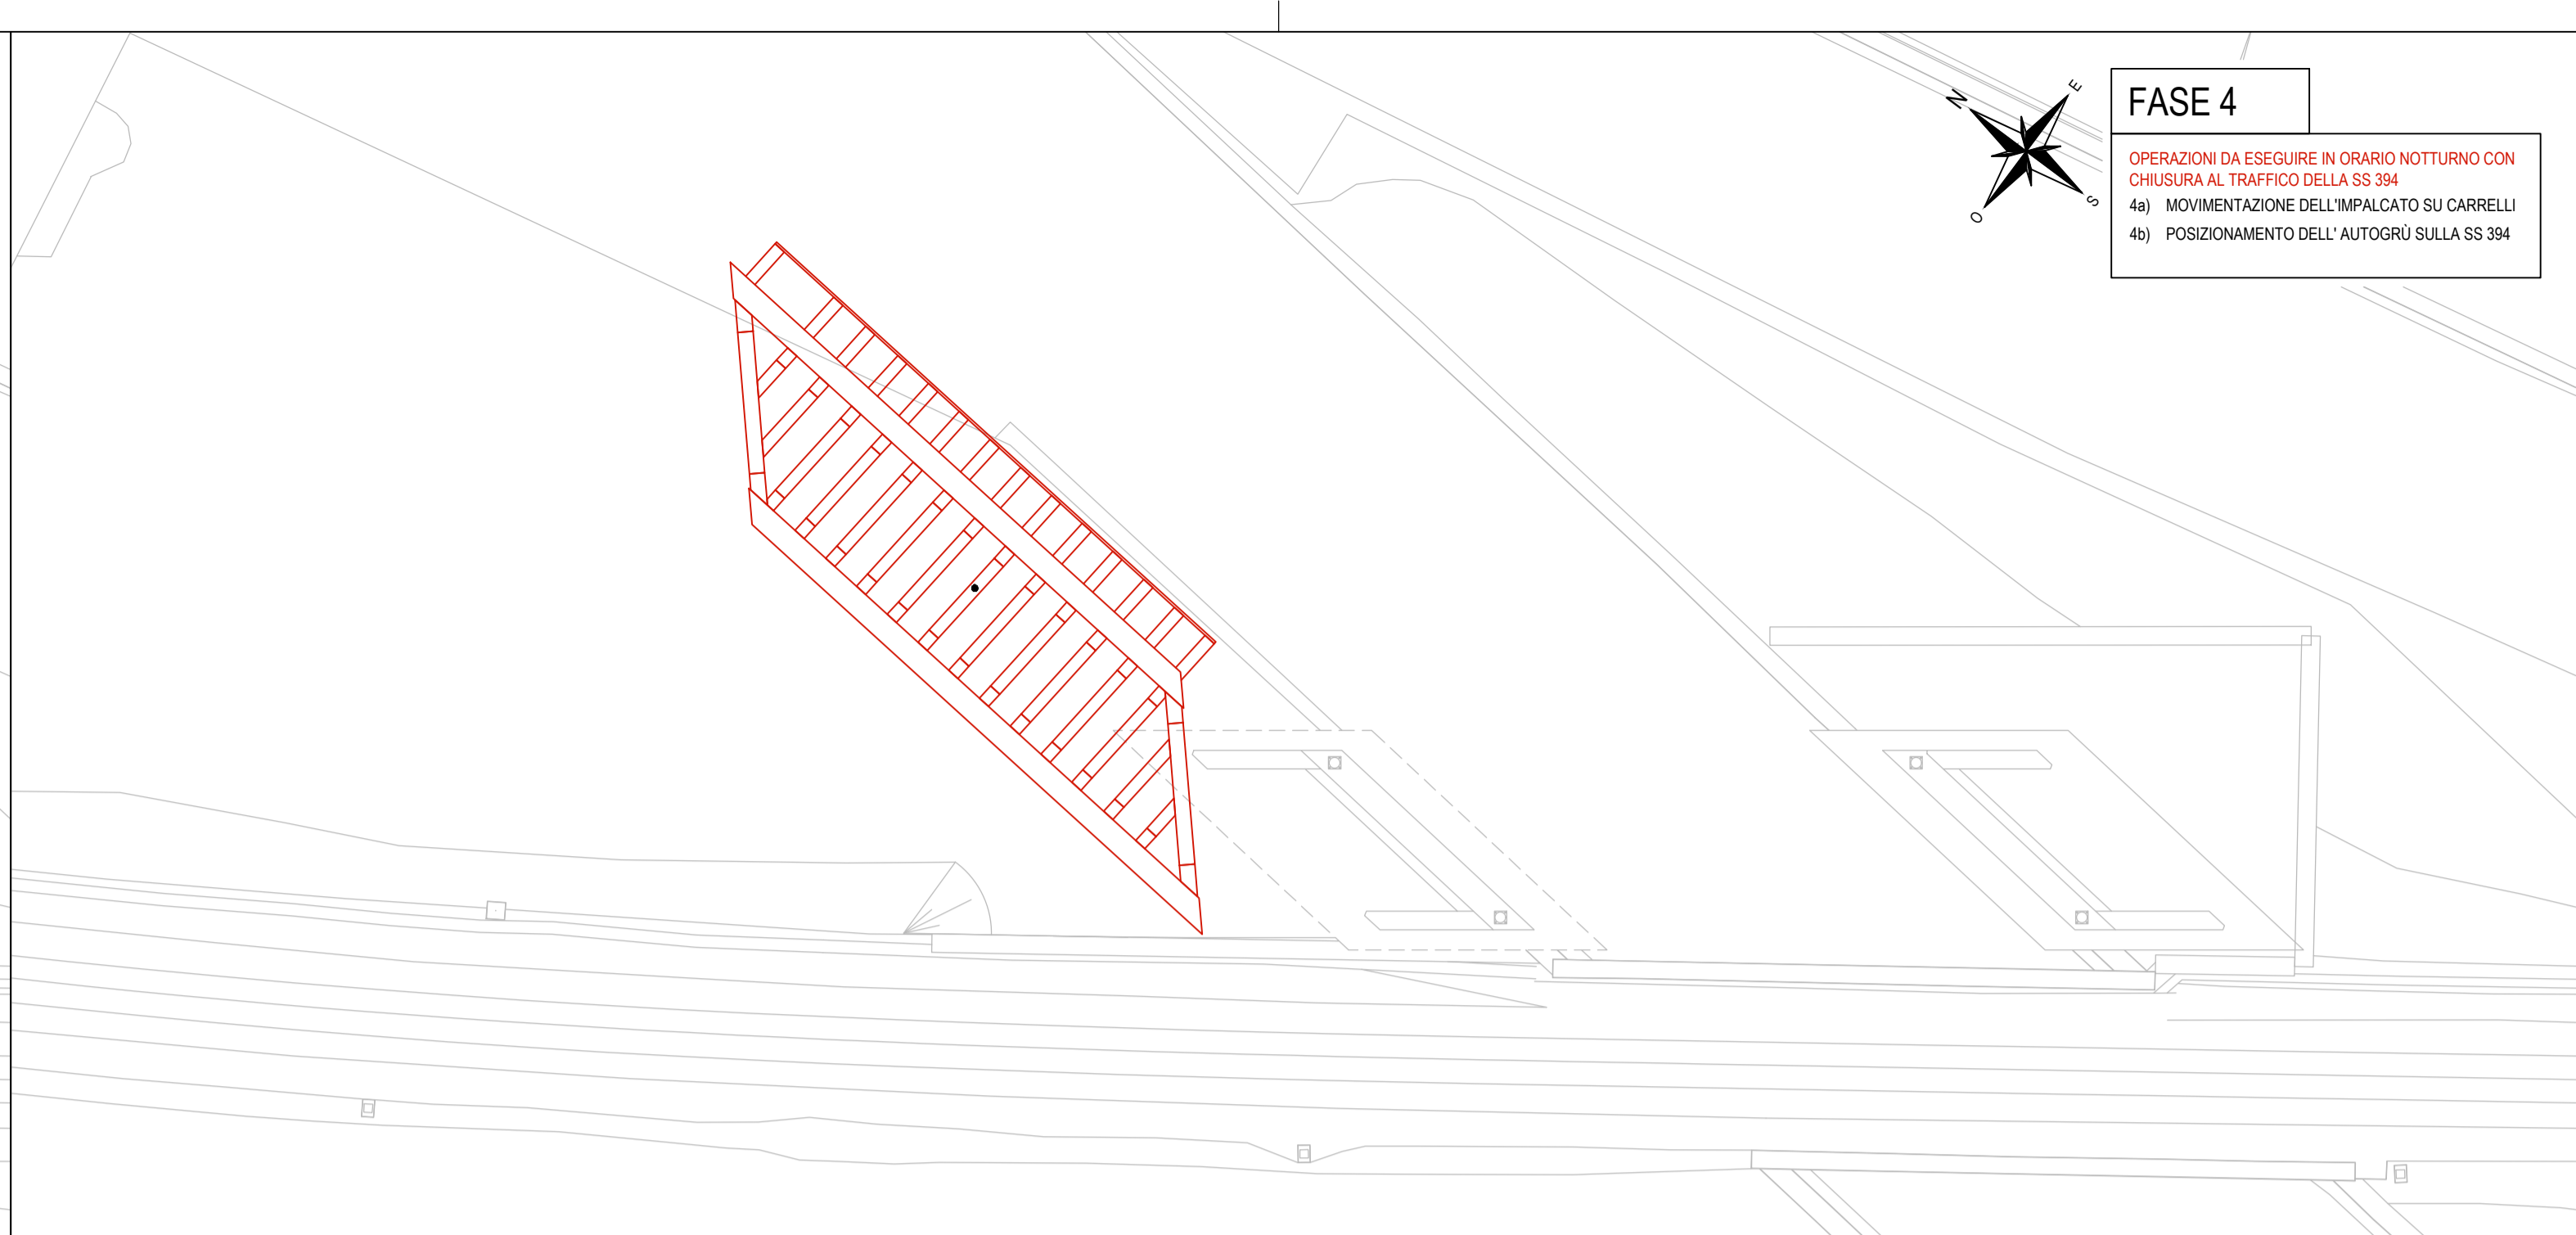 FASE 4
E
N
OPERAZIONI DA ESEGUIRE IN ORARIO NOTTURNO CON
CHIUSURA AL TRAFFICO DELLA SS 394
4a) MOVIMENTAZIONE DELL'IMPALCATO SU CARRELLI
S
O
4b) POSIZIONAMENTO DELL' AUTOGRÙ SULLA SS 394